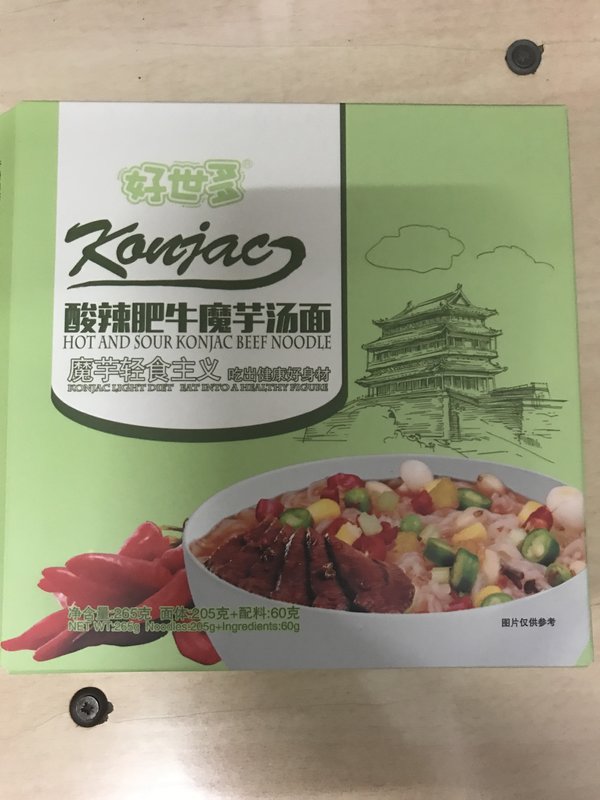 好世多®
Konjac
酸辣肥牛魔芋汤面
HOT AND SOUR KONJAC BEEF NOODLE
魔芋轻食主义 吃出健康好身材
KONJAC LIGHT DIET EAT INTO A HEALTHY FIGURE
净含量:265克 面体:205克+配料:60克
NET WT:265g Noodles:205g+Ingredients:60g
图片仅供参考